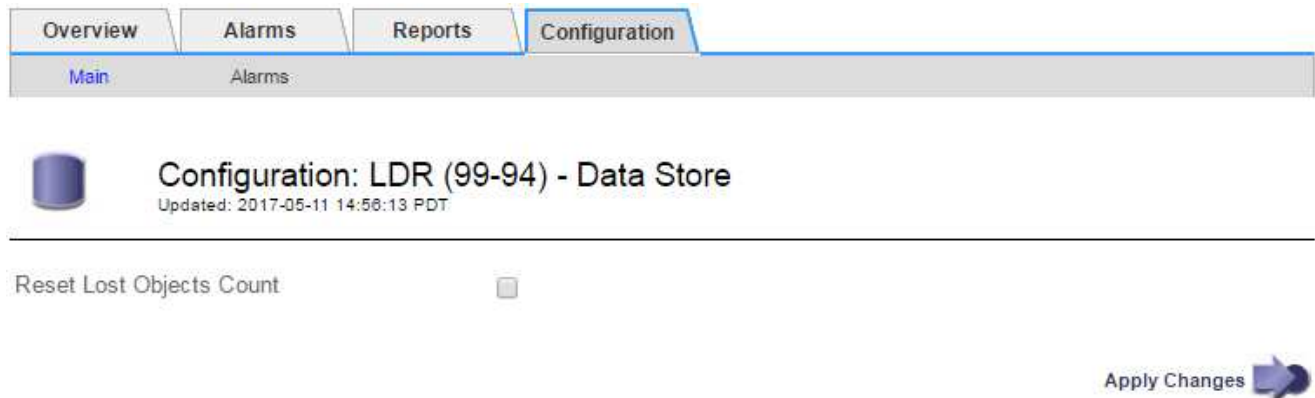 Overview Alarms Reports Configuration
Main Alarms
Configuration: LDR (99-94) - Data Store
Updated: 2017-05-11 14:56:13 PDT
Reset Lost Objects Count
Apply Changes